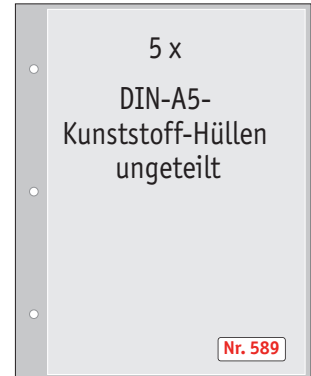 5 x
DIN-A5-
Kunststoff-Hüllen
ungeteilt
Nr. 589